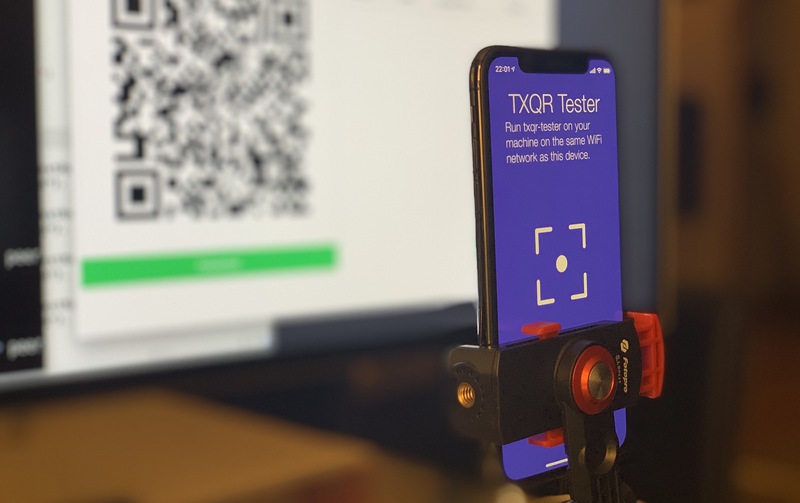 22:01
TXQR Tester
Run txqr-tester on your
machine on the same WiFi
network as this device.
fotopro